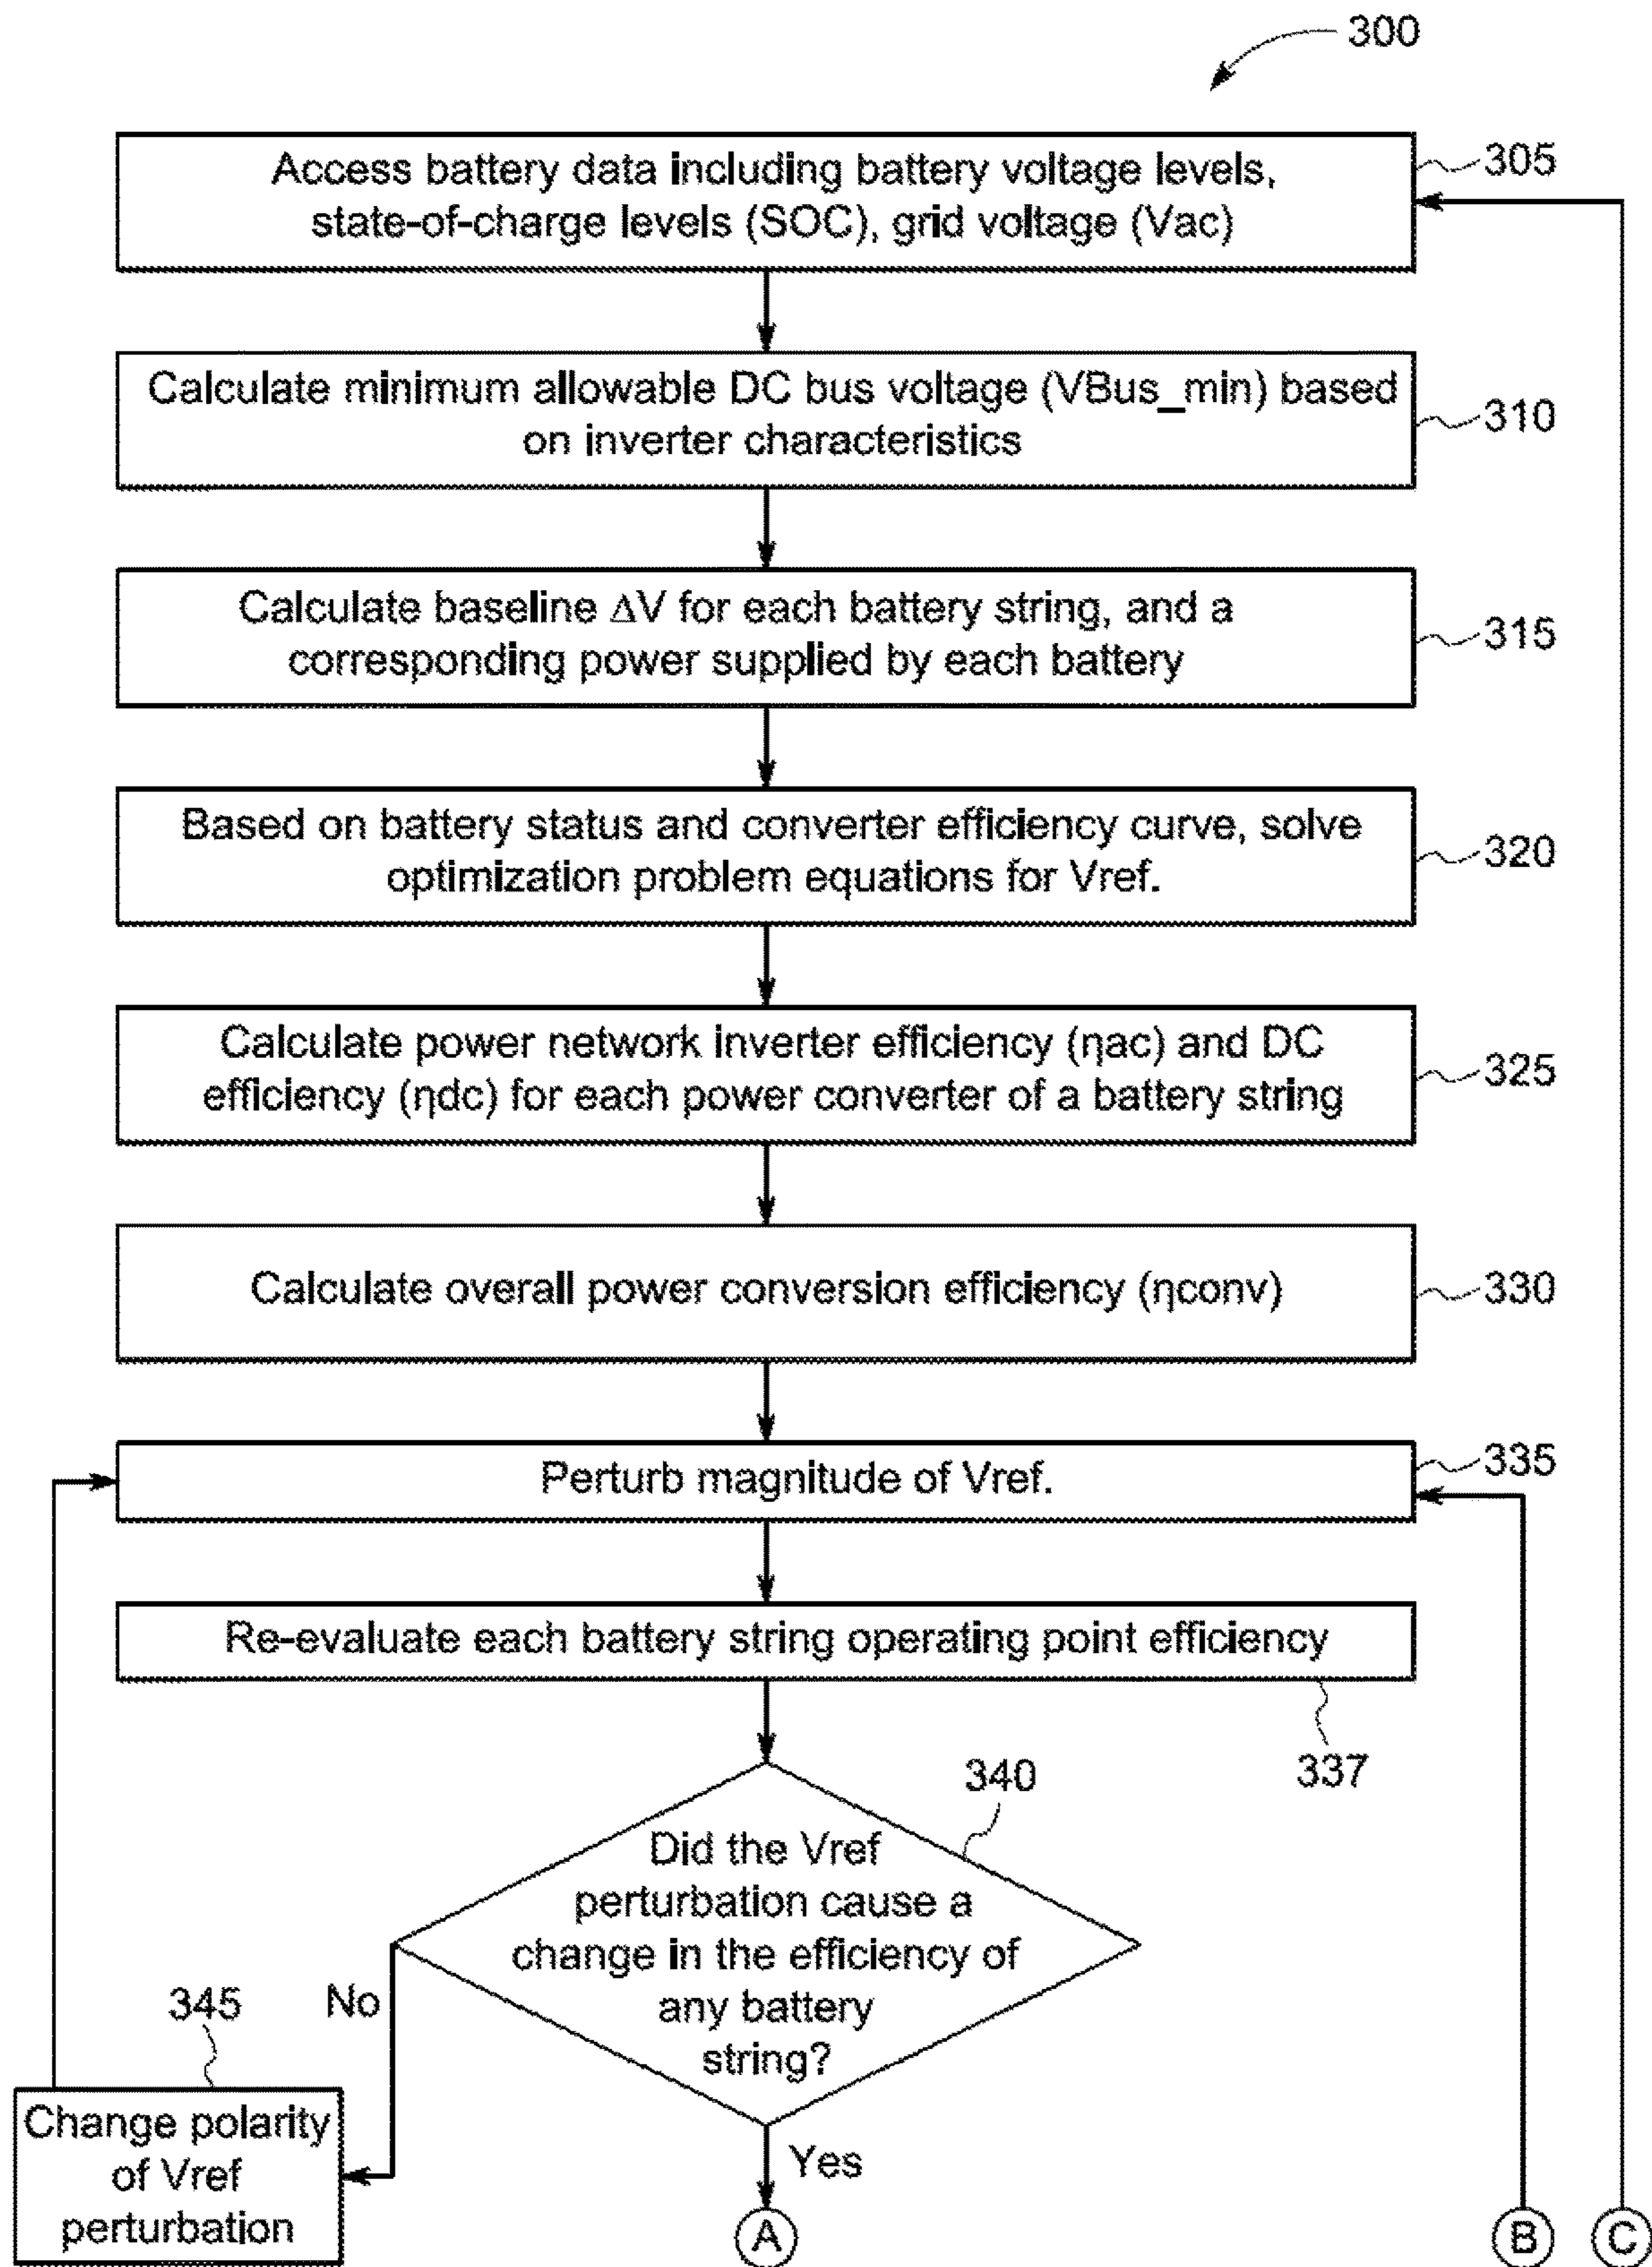 300
Access battery data including battery voltage levels,
state-of-charge levels (SOC), grid voltage (Vac)
305
Calculate minimum allowable DC bus voltage (VBus_min) based
on inverter characteristics
310
Calculate baseline ΔV for each battery string, and a
corresponding power supplied by each battery
315
Based on battery status and converter efficiency curve, solve
optimization problem equations for Vref.
320
Calculate power network inverter efficiency (ηac) and DC
efficiency (ηdc) for each power converter of a battery string
325
Calculate overall power conversion efficiency (ηconv)
330
Perturb magnitude of Vref.
335
Re-evaluate each battery string operating point efficiency
337
340
Did the Vref
perturbation cause a
change in the efficiency of
any battery
string?
No
345
Change polarity
of Vref
perturbation
Yes
A
B
C